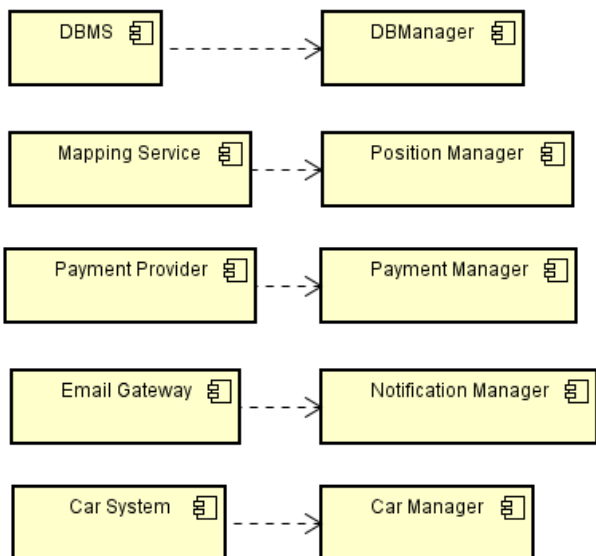 DBMS
DBManager
Mapping Service
Position Manager
Payment Provider
Payment Manager
Email Gateway
Notification Manager
Car System
Car Manager